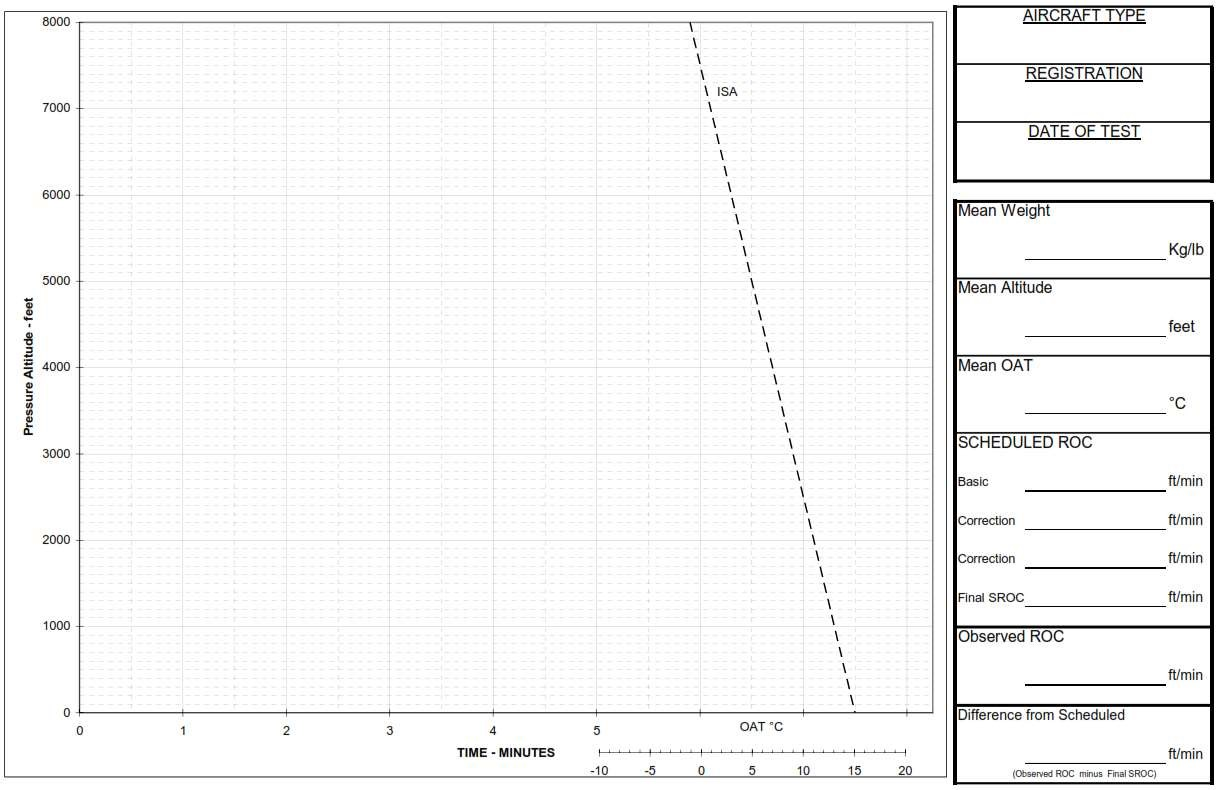 8000
7000
6000
5000
4000
3000
2000
1000
0
Pressure Altitude - feet
ISA
0 1 2 3 4 5
OAT °C
TIME - MINUTES
-10 -5 0 5 10 15 20
AIRCRAFT TYPE
REGISTRATION
DATE OF TEST
Mean Weight
Kg/lb
Mean Altitude
feet
Mean OAT
°C
SCHEDULED ROC
Basic ft/min
Correction ft/min
Correction ft/min
Final SROC ft/min
Observed ROC
ft/min
Difference from Scheduled
ft/min
(Observed ROC minus Final SROC)